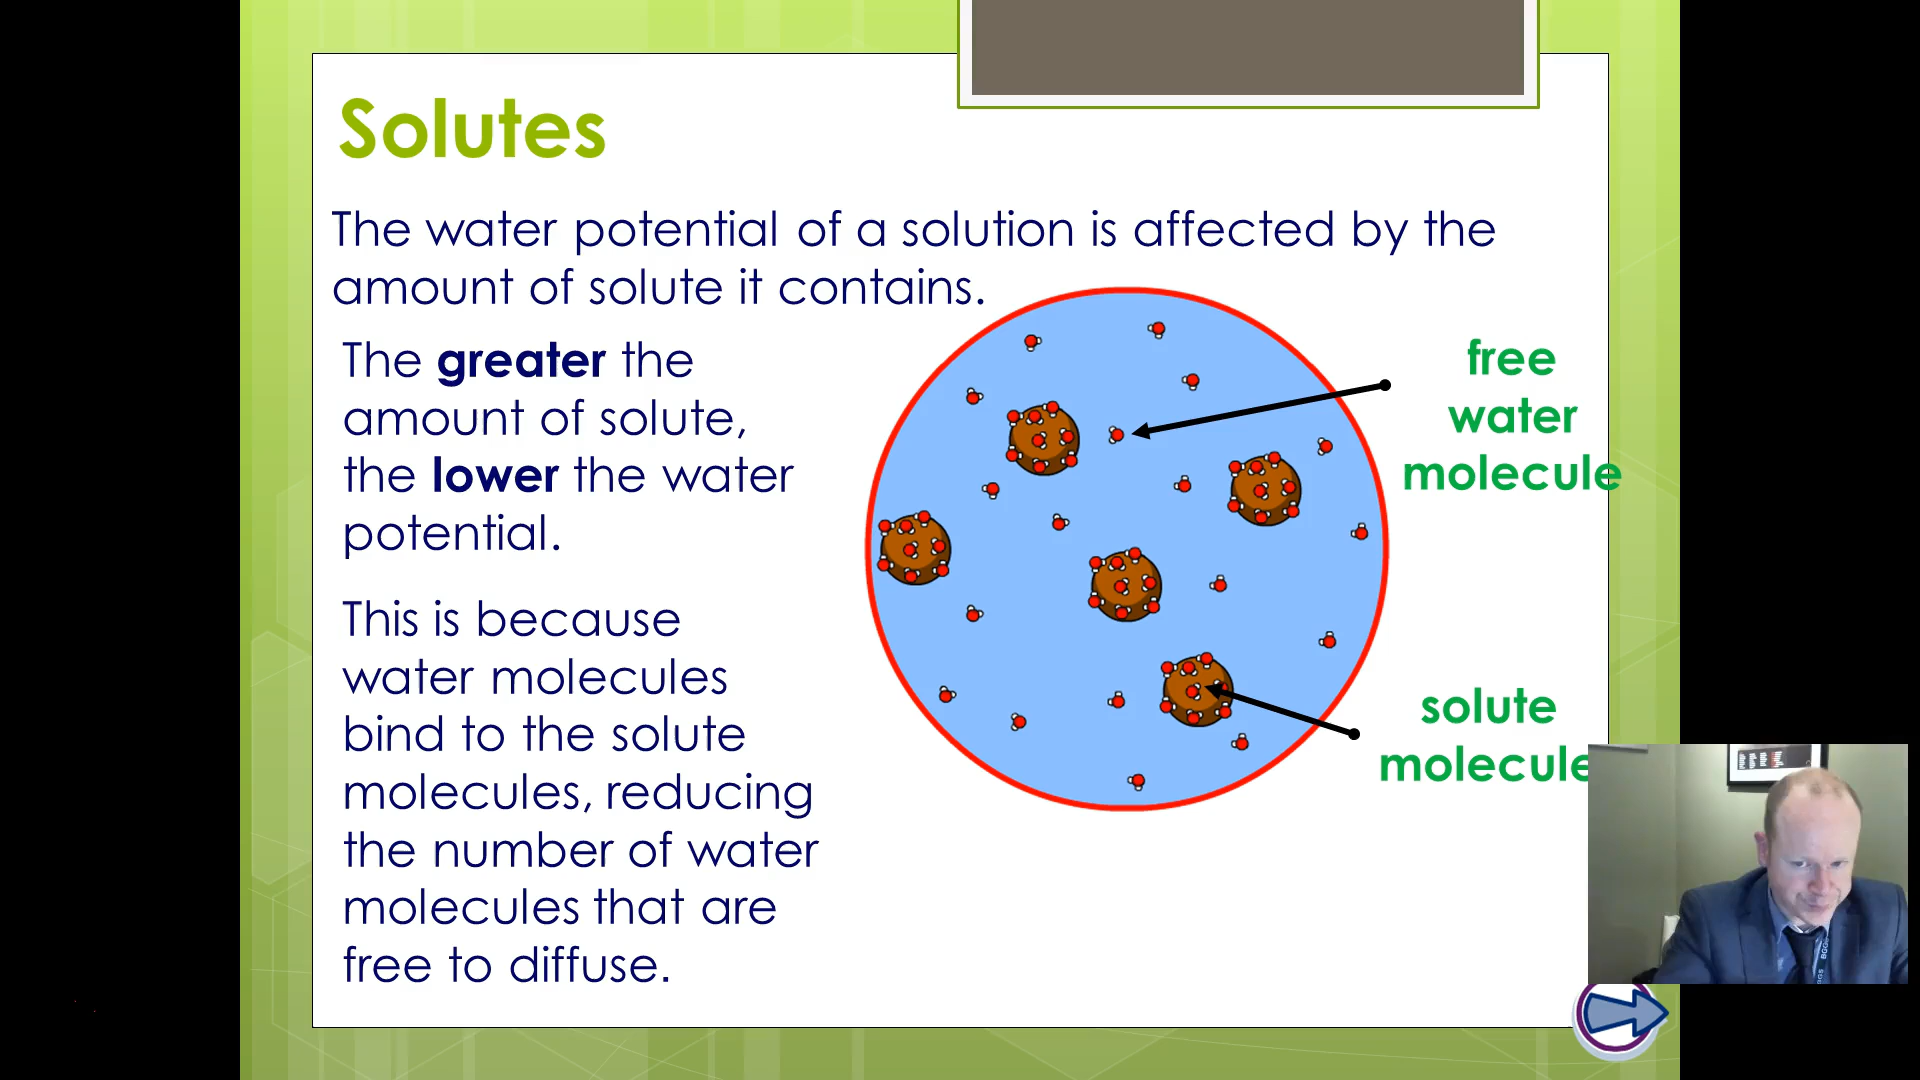 Solutes
The water potential of a solution is affected by the
amount of solute it contains.
The greater the
amount of solute,
the lower the water
potential.
This is because
water molecules
bind to the solute
molecules, reducing
the number of water
molecules that are
free to diffuse.
free
water
molecule
solute
molecule